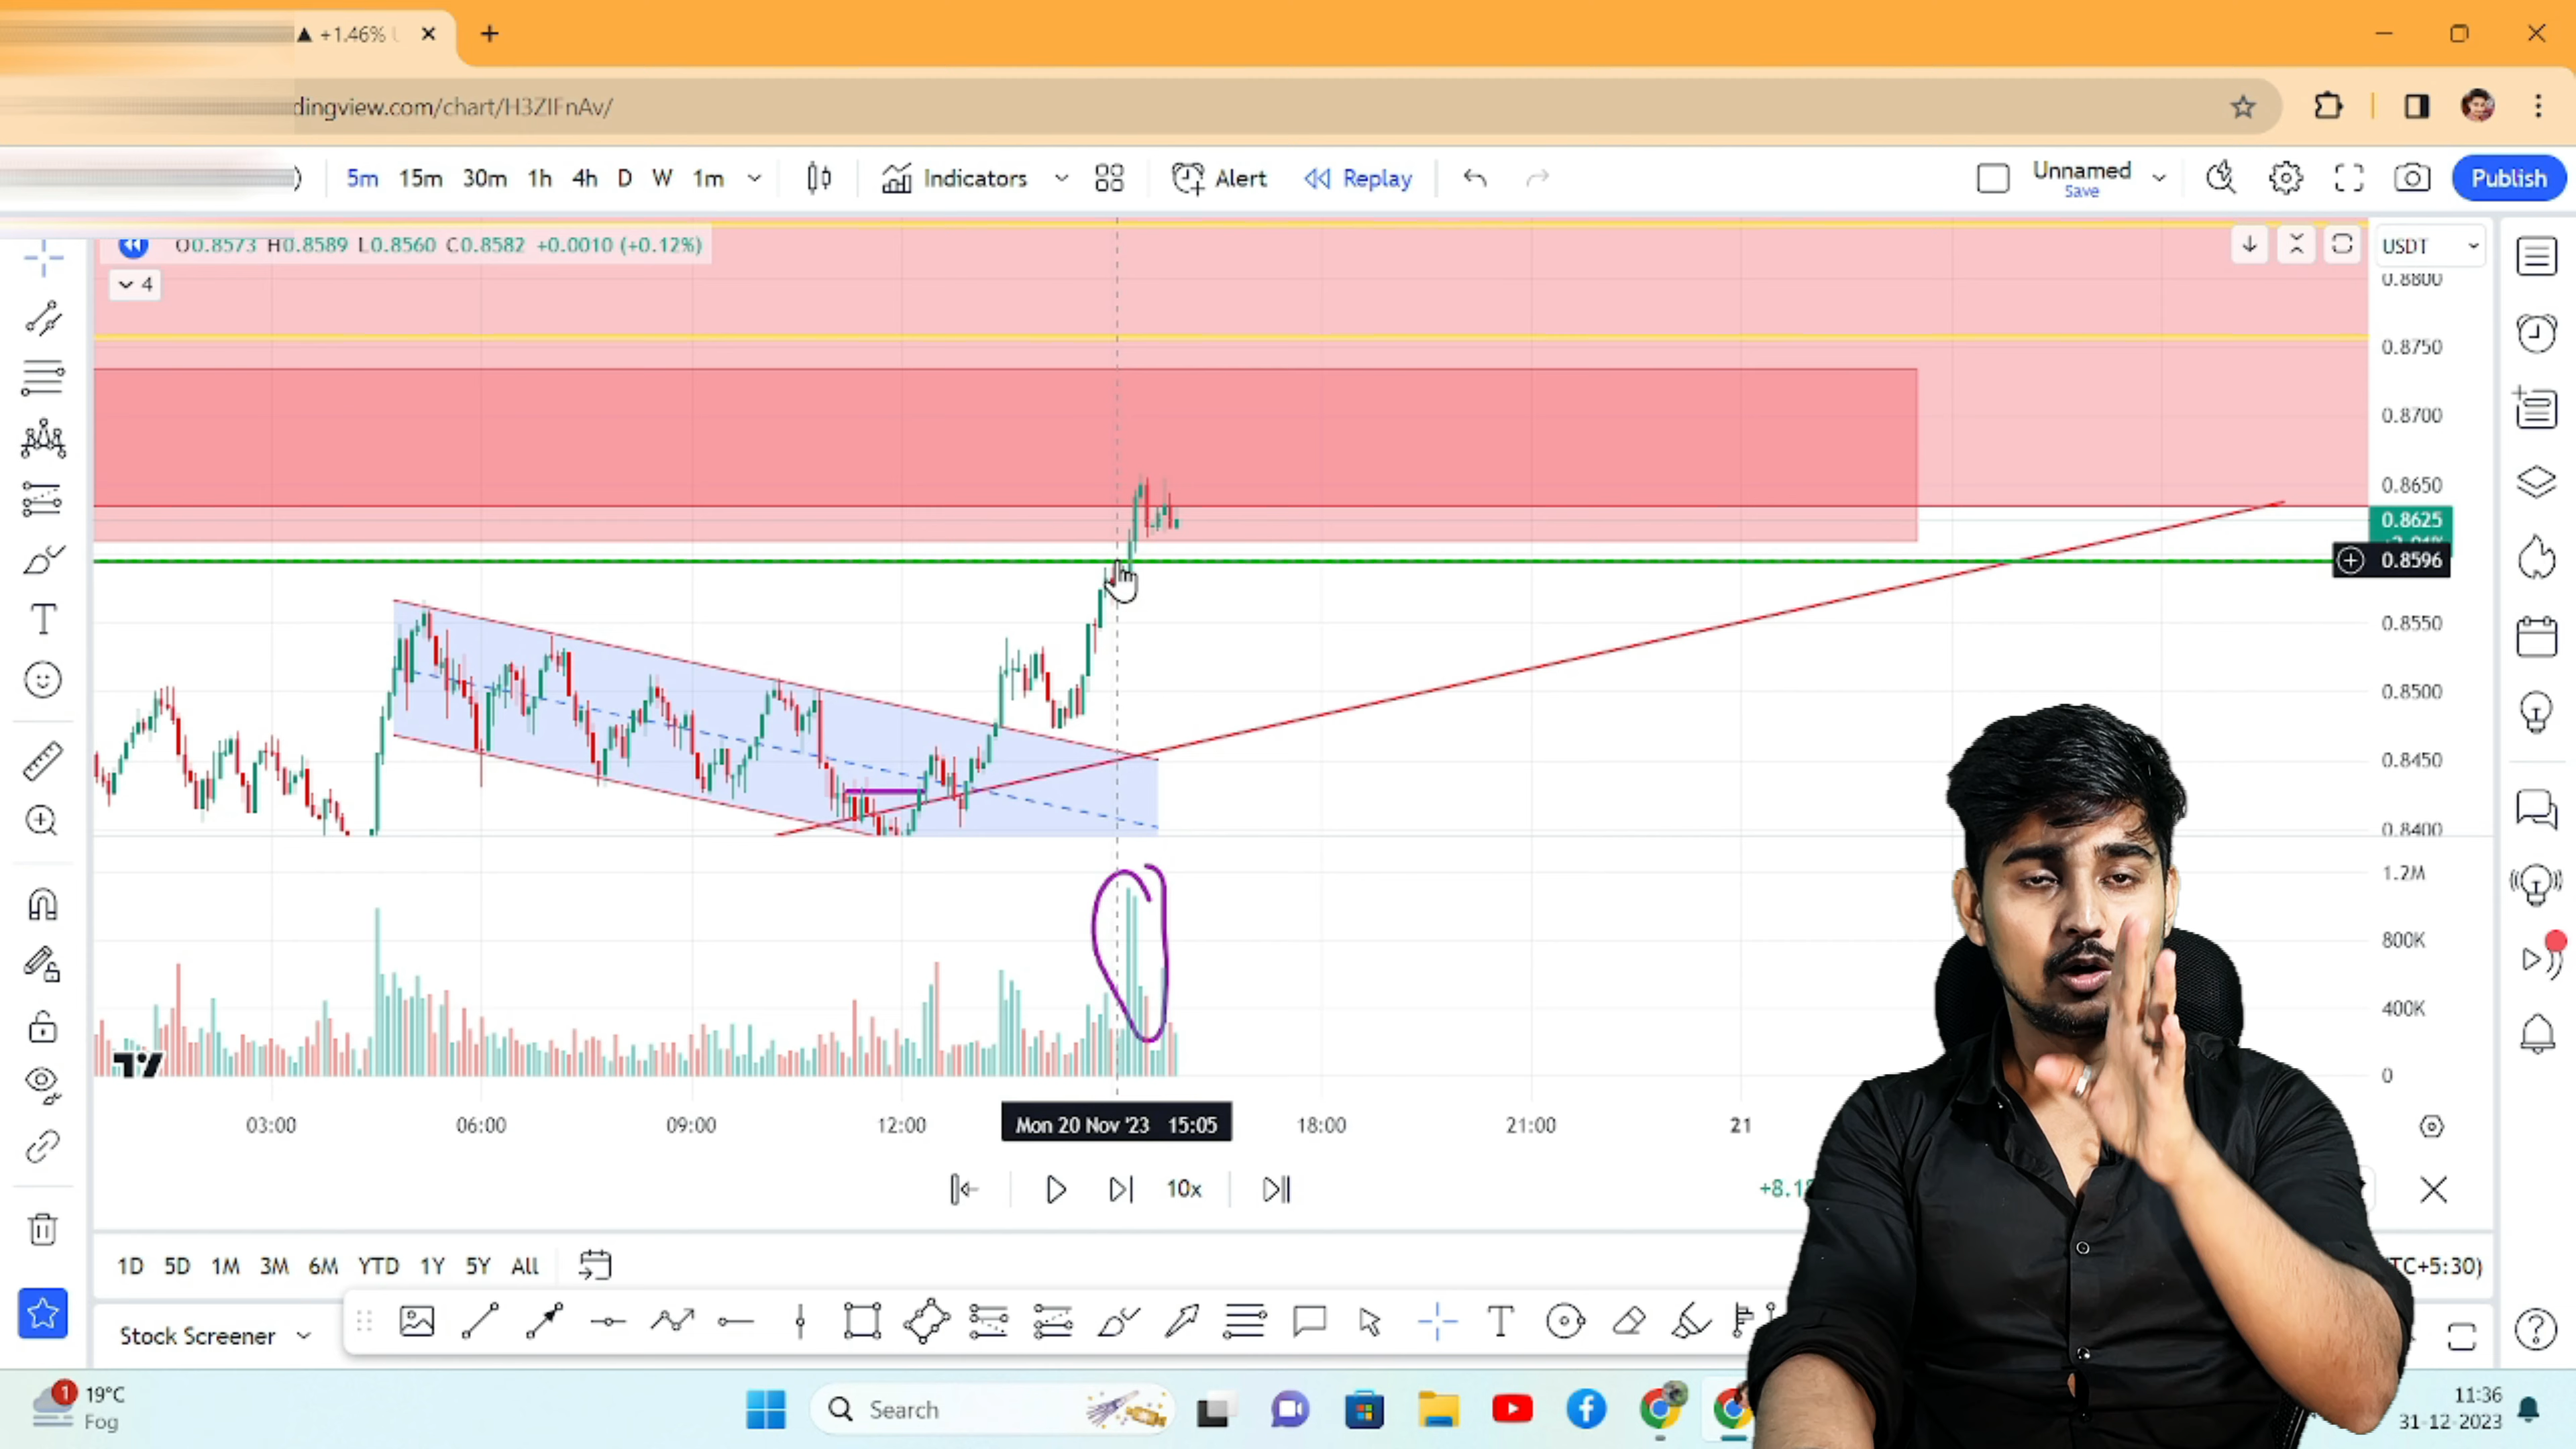 +1.46%
dingview.com/chart/H3ZIFnAv/
5m 15m 30m 1h 4h D W 1m Indicators Alert Replay Unnamed Save Publish
O0.8573 H0.8589 L0.8560 C0.8582 +0.0010 (+0.12%)
USDT
4
0.8800
0.8750
0.8700
0.8650
0.8625
0.8596
0.8550
0.8500
0.8450
0.8400
1.2M
800K
400K
0
03:00 06:00 09:00 12:00 Mon 20 Nov '23 15:05 18:00 21:00 21
10x
1D 5D 1M 3M 6M YTD 1Y 5Y All
TC+5:30)
Stock Screener
1
19°C
Fog
Search
11:36
31-12-2023